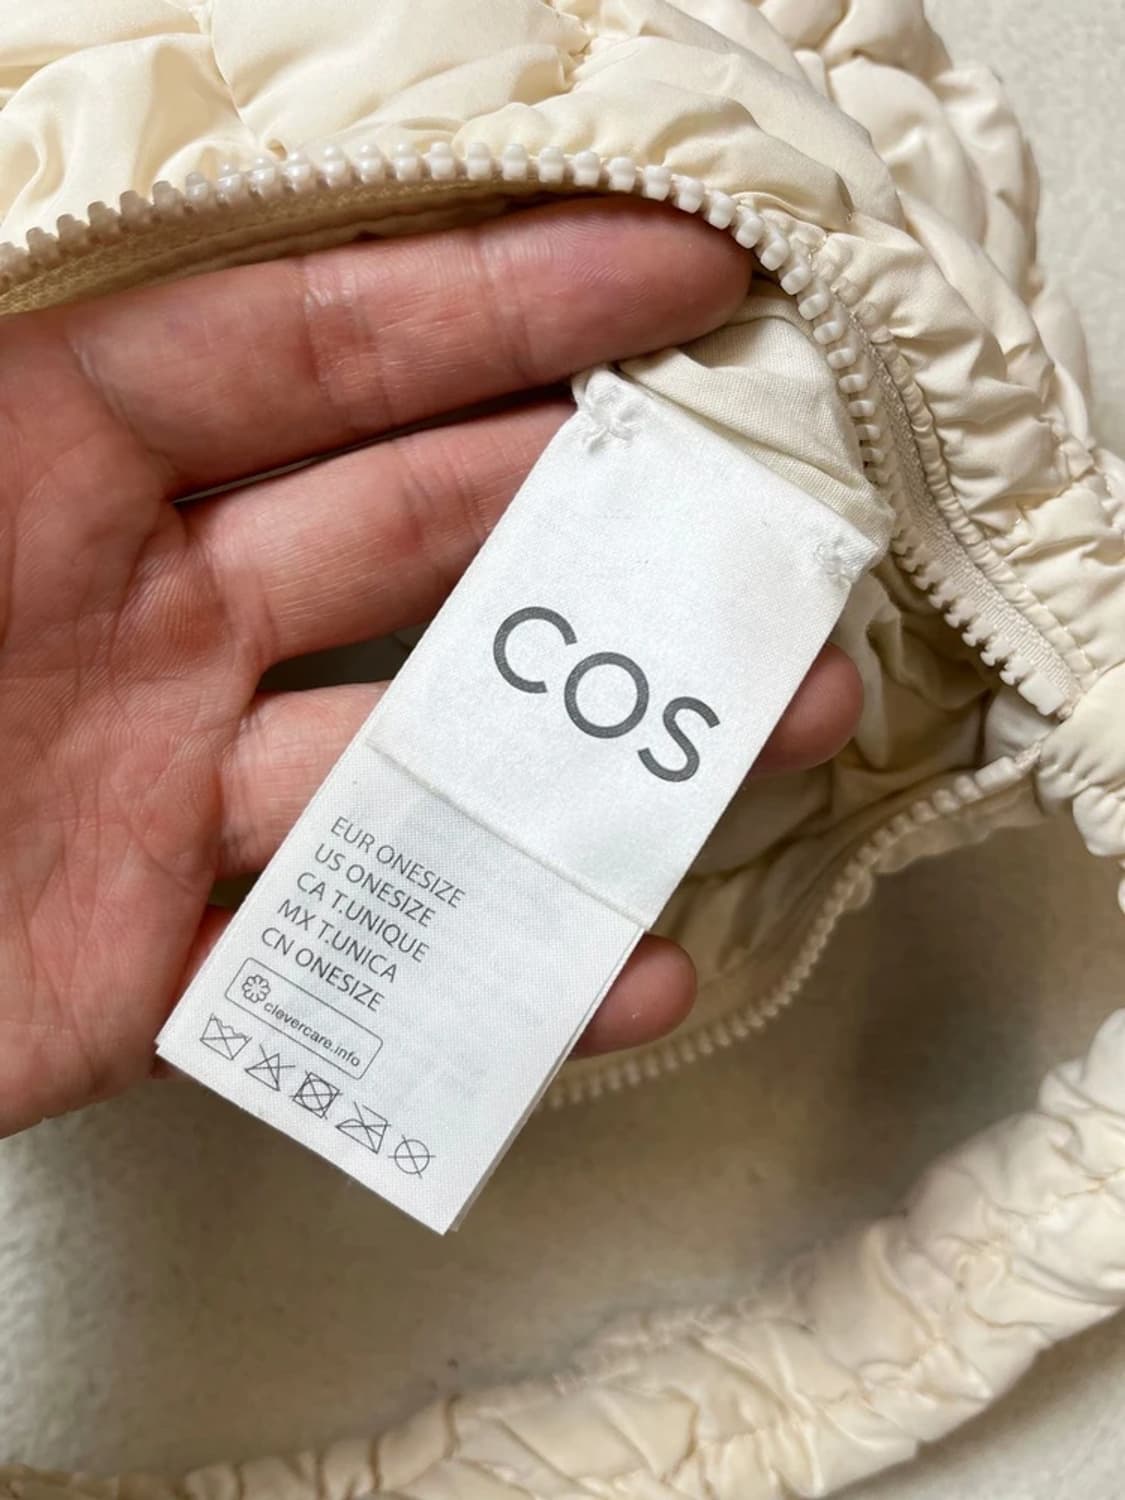 COS
EUR ONESIZE
US ONESIZE
CA T.UNIQUE
MX T.UNICA
CN ONESIZE
clevercare.info